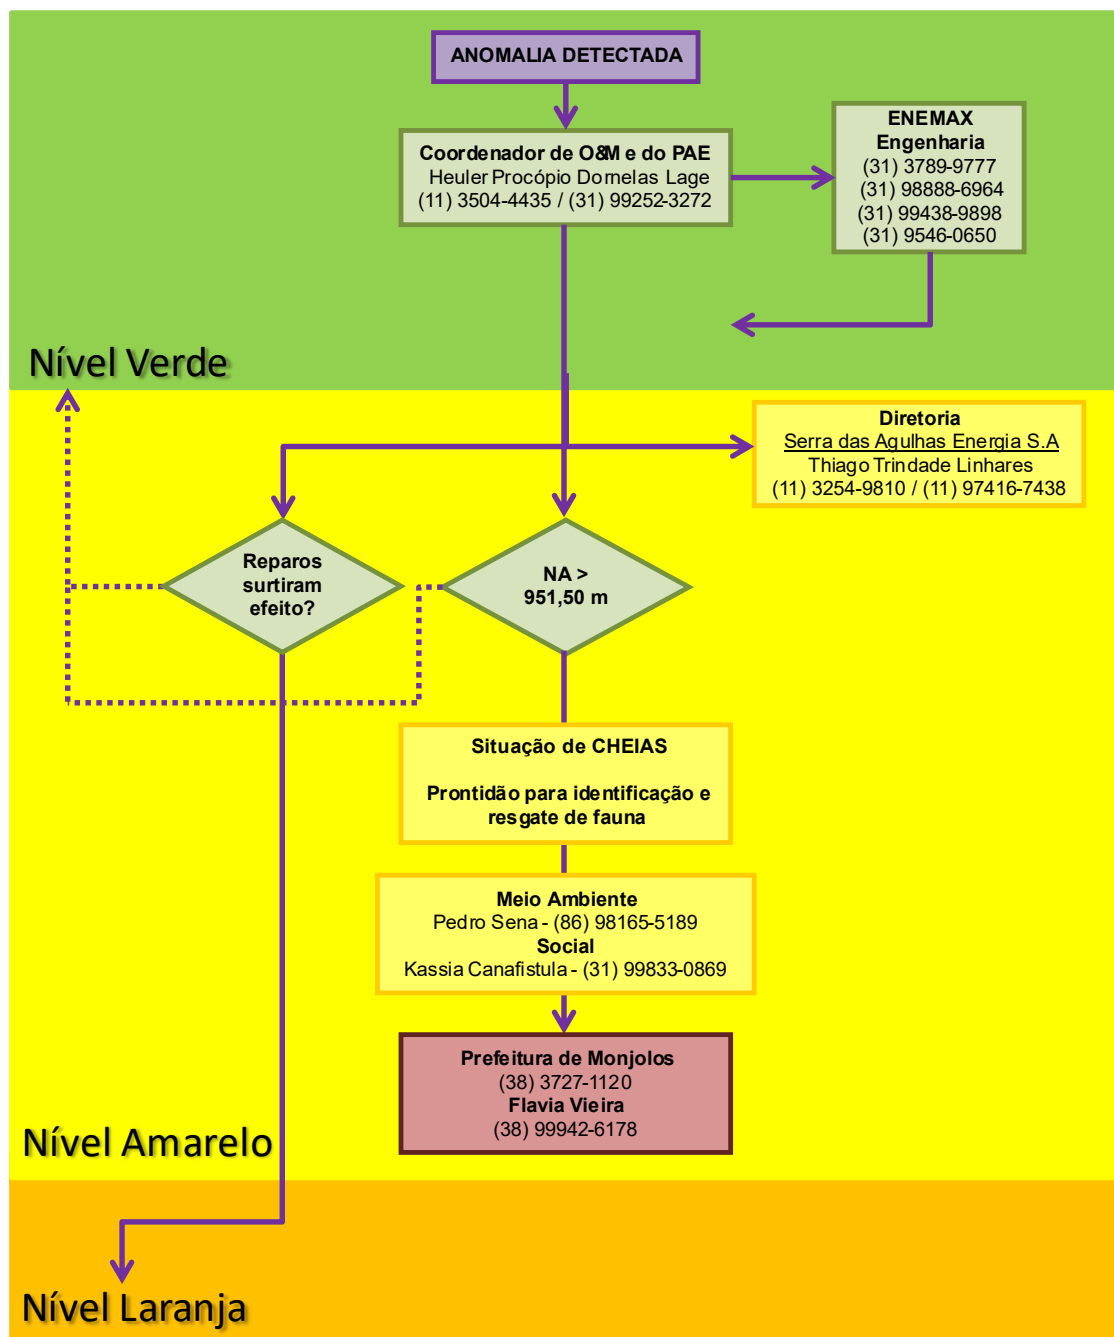 ANOMALIA DETECTADA
Coordenador de O&M e do PAE
Heuler Procópio Dornelas Lage
(11) 3504-4435 / (31) 99252-3272
ENEMAX
Engenharia
(31) 3789-9777
(31) 98888-6964
(31) 99438-9898
(31) 9546-0650
Nível Verde
Diretoria
Serra das Agulhas Energia S.A
Thiago Trindade Linhares
(11) 3254-9810 / (11) 97416-7438
Reparos
surtiram
efeito?
NA >
951,50 m
Situação de CHEIAS
Prontidão para identificação e
resgate de fauna
Meio Ambiente
Pedro Sena - (86) 98165-5189
Social
Kassia Canafistula - (31) 99833-0869
Prefeitura de Monjolos
(38) 3727-1120
Flavia Vieira
(38) 99942-6178
Nível Amarelo
Nível Laranja